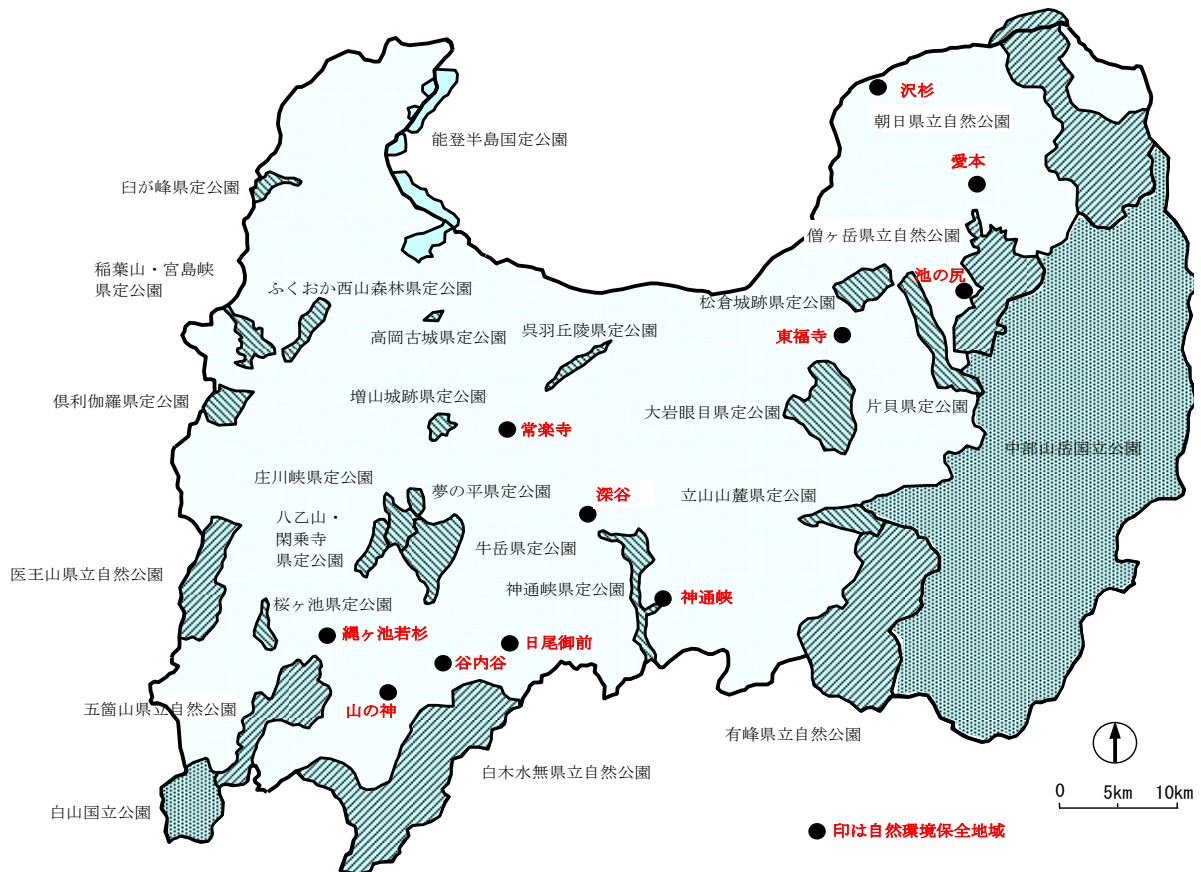 沢杉
朝日県立自然公園
能登半島国定公園
愛本
臼が峰県定公園
僧ヶ岳県立自然公園
稲葉山・宮島峡
県定公園
池の尻
ふくおか西山森林県定公園
松倉城跡県定公園
高岡古城県定公園
呉羽丘陵県定公園
東福寺
倶利伽羅県定公園
増山城跡県定公園
大岩眼目県定公園
片貝県定公園
常楽寺
中部山岳国立公園
庄川峡県定公園
夢の平県定公園
深谷
立山山麓県定公園
八乙山・
閑乗寺
県定公園
牛岳県定公園
医王山県立自然公園
神通峡県定公園
神通峡
桜ヶ池県定公園
縄ヶ池若杉
日尾御前
谷内谷
五箇山県立自然公園
山の神
有峰県立自然公園
白木水無県立自然公園
白山国立公園
0 5km 10km
印は自然環境保全地域